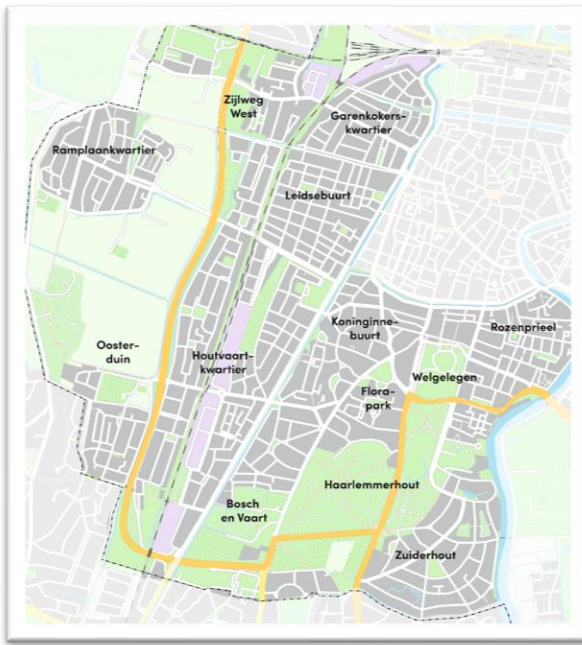 Zijlweg
West
Garenkokers-
kwartier
Ramplaankwartier
Leidsebuurt
Koninginne-
buurt
Rozenprieel
Ooster-
duin
Houtvaart-
kwartier
Welgelegen
Flora-
park
Haarlemmerhout
Bosch
en Vaart
Zuiderhout